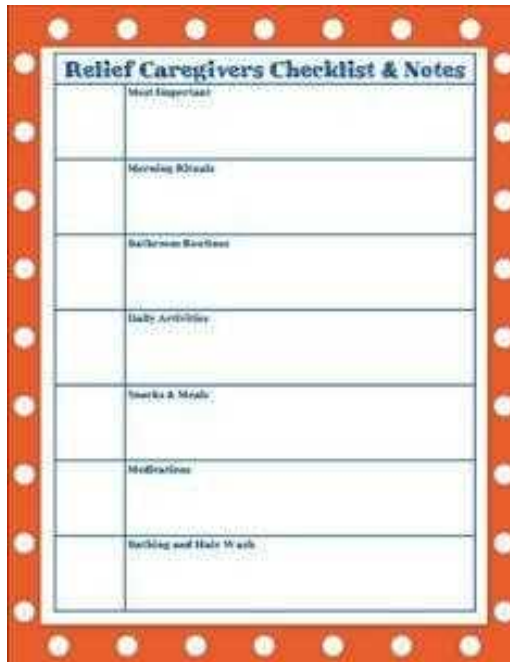 Relief Caregivers Checklist & Notes
Most Important
Morning Rituals
Bathroom Routines
Daily Activities
Snacks & Meals
Medications
Bathing and Hair Wash